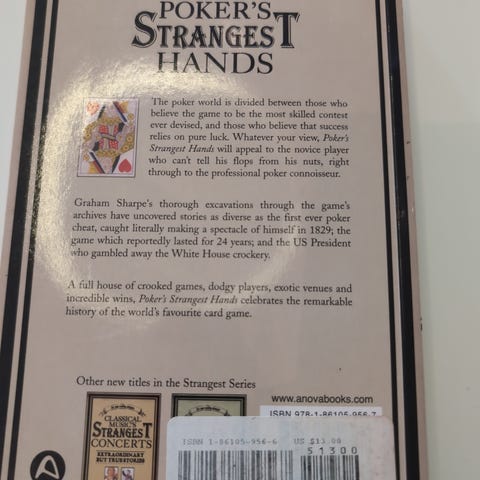 POKER'S
STRANGEST
HANDS
The poker world is divided between those who
believe the game to be the most skilled contest
ever devised, and those who believe that success
relies on pure luck. Whatever your view, Poker's
Strangest Hands will appeal to the novice player
who can't tell his flops from his nuts, right
through to the professional poker connoisseur.
Graham Sharpe's thorough excavations through the game's
archives have uncovered stories as diverse as the first ever poker
cheat, caught literally making a spectacle of himself in 1829; the
game which reportedly lasted for 24 years; and the US President
who gambled away the White House crockery.
A full house of crooked games, dodgy players, exotic venues and
incredible wins, Poker's Strangest Hands celebrates the remarkable
history of the world's favourite card game.
Other new titles in the Strangest Series
www.anovabooks.com
ISBN 978-1-86105-956-7
CLASSICAL
MUSIC'S
STRANGEST
CONCERTS
EXTRAORDINARY
BUT TRUE STORIES
ISBN 1-86105-956-6 US $13.00
51300